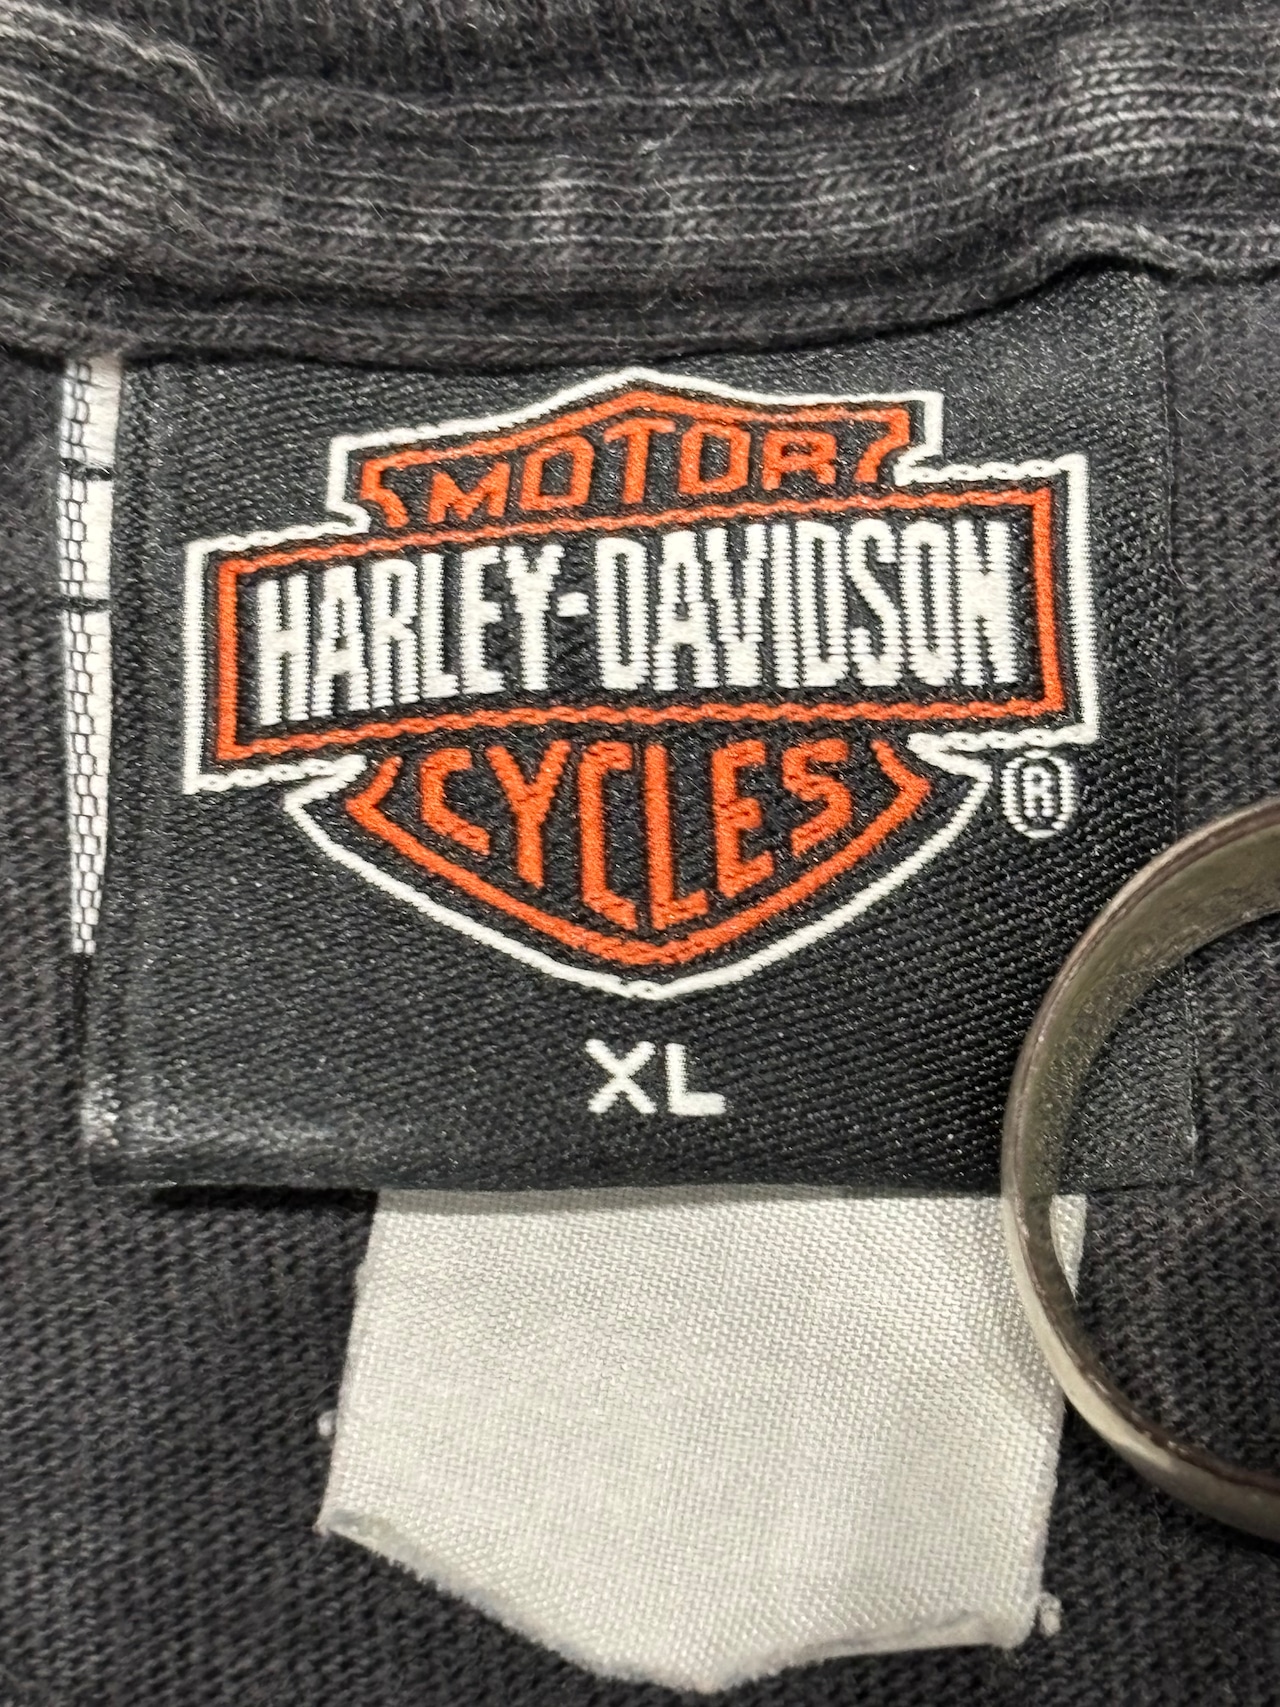 MOTOR
HARLEY-DAVIDSON
CYCLES
®
XL